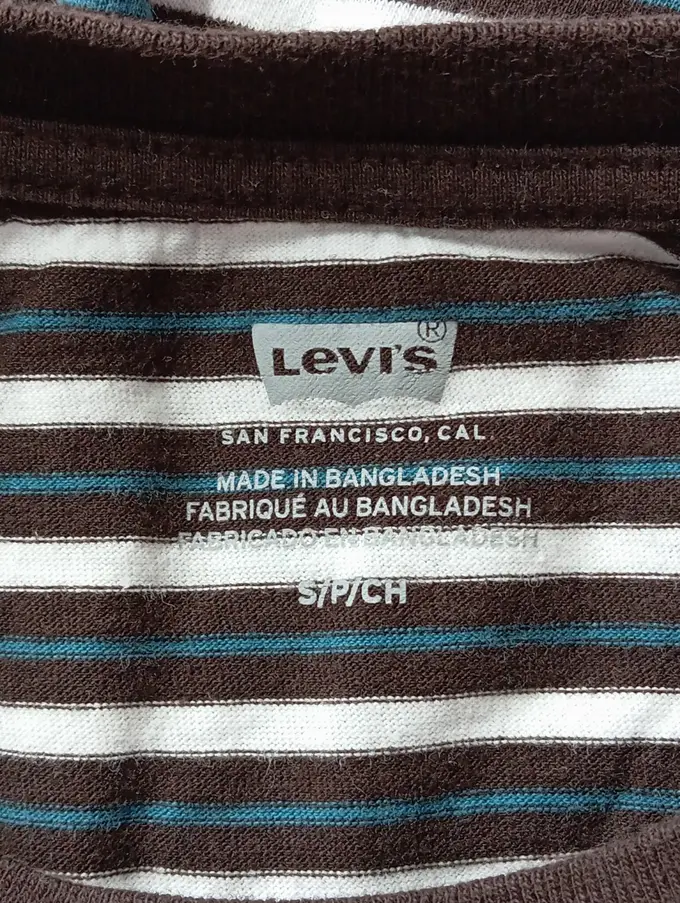 LEVI'S ®
SAN FRANCISCO, CAL.
MADE IN BANGLADESH
FABRIQUÉ AU BANGLADESH
FABRICADO EN BANGLADESH
S/P/CH